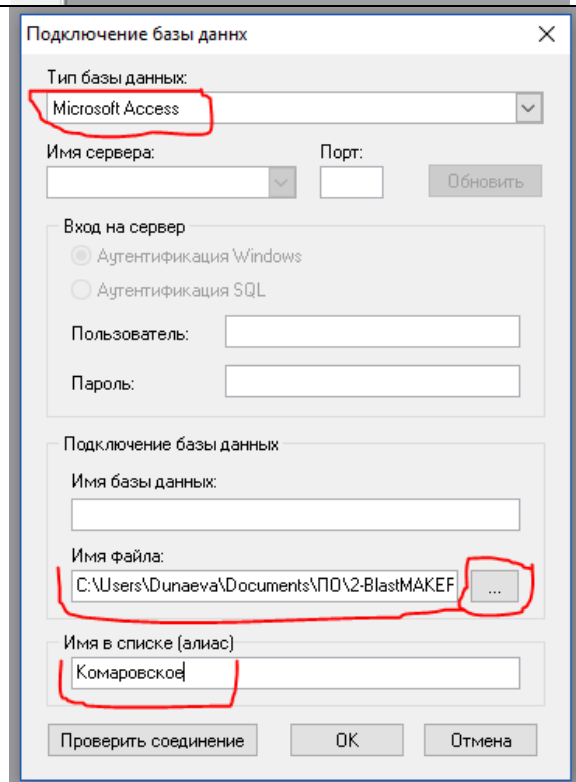 Подключение базы даннх
Тип базы данных:
Microsoft Access
Имя сервера:
Порт:
Обновить
Вход на сервер
Аутентификация Windows
Аутентификация SQL
Пользователь:
Пароль:
Подключение базы данных
Имя базы данных:
Имя файла:
C:\Users\Dunaeva\Documents\ПО\2-BlastMAKEF
...
Имя в списке (алиас)
Комаровское
Проверить соединение
OK
Отмена